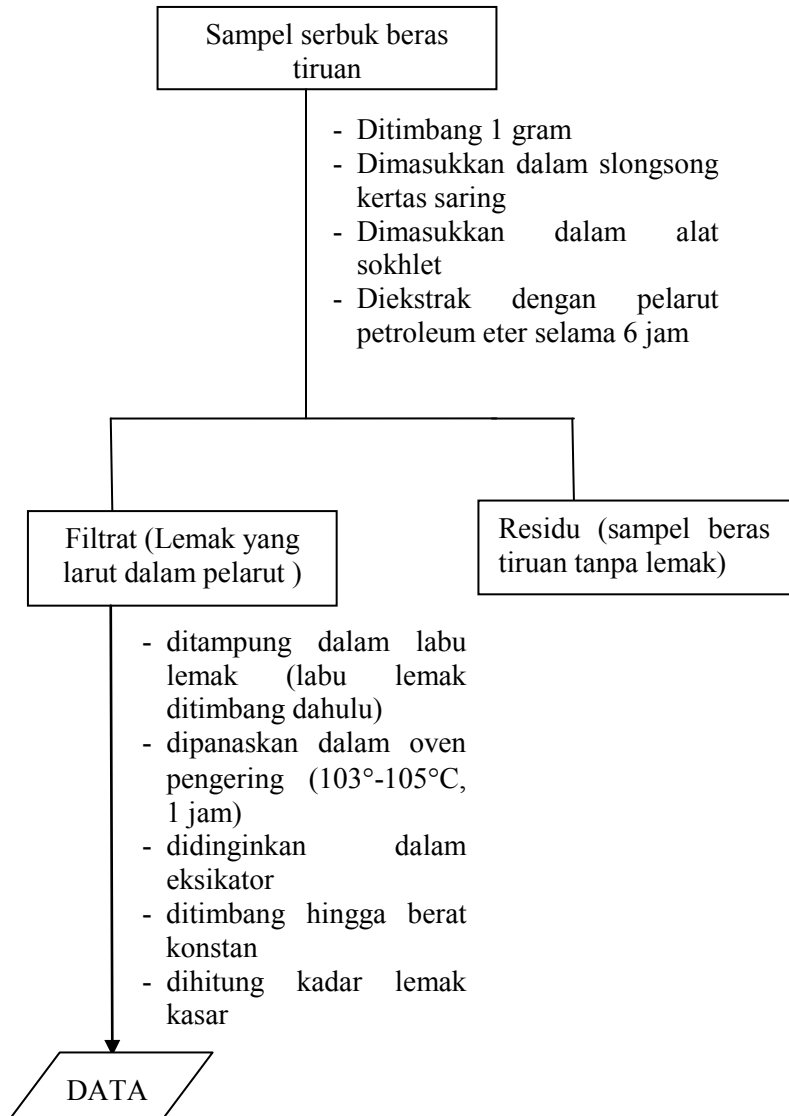 Sampel serbuk beras
tiruan
- Ditimbang 1 gram
- Dimasukkan dalam slongsong
kertas saring
- Dimasukkan dalam alat
sokhlet
- Diekstrak dengan pelarut
petroleum eter selama 6 jam
Filtrat (Lemak yang
larut dalam pelarut )
Residu (sampel beras
tiruan tanpa lemak)
- ditampung dalam labu
lemak (labu lemak
ditimbang dahulu)
- dipanaskan dalam oven
pengering (103°-105°C,
1 jam)
- didinginkan dalam
eksikator
- ditimbang hingga berat
konstan
- dihitung kadar lemak
kasar
DATA